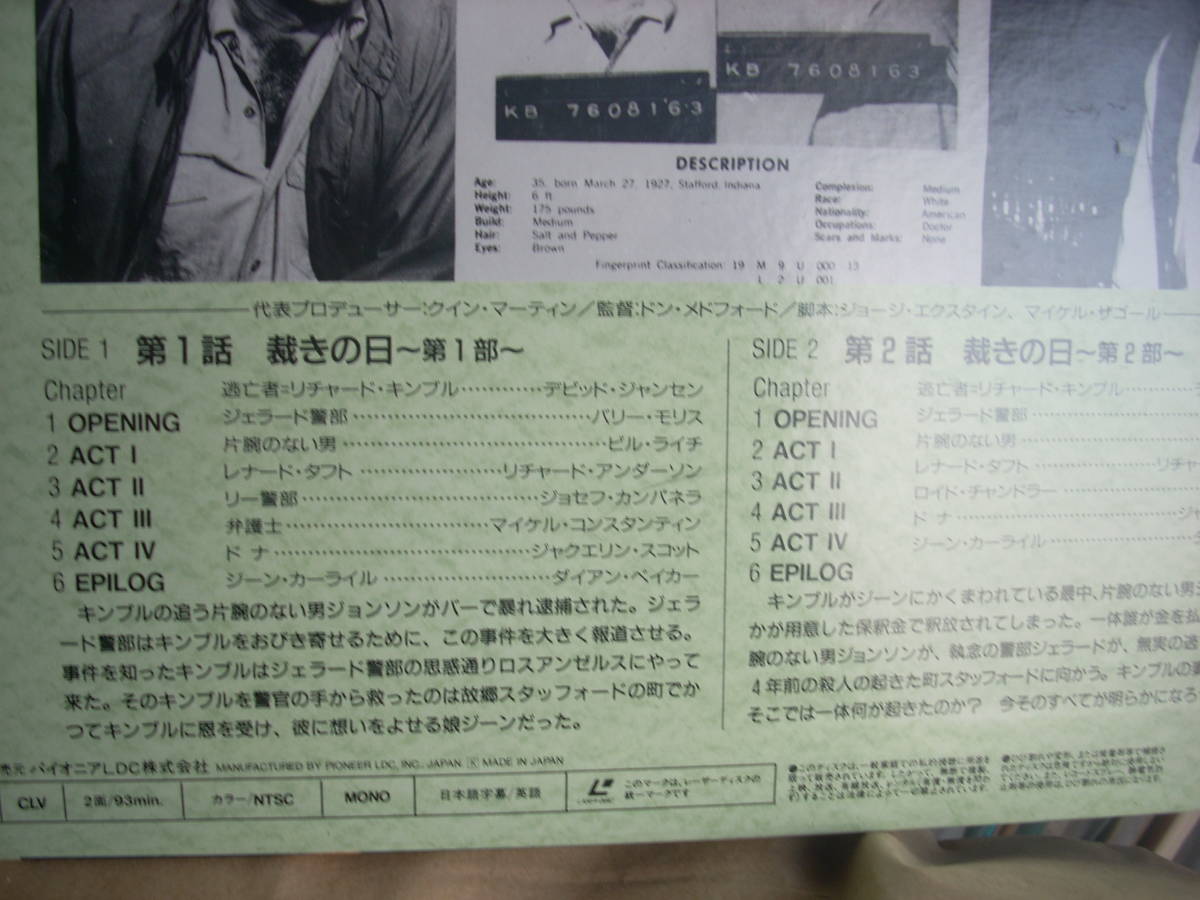 KB 7608163
KB 7608163
DESCRIPTION
Age: 35, born March 27, 1927, Stafford, Indiana
Height: 6 ft
Weight: 175 pounds
Build: Medium
Hair: Salt and Pepper
Eyes: Brown
Complexion: Medium
Race: White
Nationality: American
Occupations: Doctor
Scars and Marks: None
Fingerprint Classification: 19 M 9 U 000 13
L 2 U 001
代表プロデューサー:クイン・マーティン/監督:ドン・メドフォード/脚本:ジョージ・エクスタイン、マイケル・ザゴール
SIDE 1 第1話 裁きの日〜第1部〜
Chapter
1 OPENING
2 ACT I
3 ACT II
4 ACT III
5 ACT IV
6 EPILOG
逃亡者=リチャード・キンブル…………デビッド・ジャンセン
ジェラード警部…………バリー・モリス
片腕のない男…………ビル・ライチ
レナード・タフト…………リチャード・アンダーソン
リー警部…………ジョセフ・カンパネラ
弁護士…………マイケル・コンスタンティン
ドナ…………ジャクエリン・スコット
ジーン・カーライル…………ダイアン・ベイカー
キンブルの追う片腕のない男ジョンソンがバーで暴れ逮捕された。ジェラ
ード警部はキンブルをおびき寄せるために、この事件を大きく報道させる。
事件を知ったキンブルはジェラード警部の思惑通りロスアンゼルスにやって
来た。そのキンブルを警官の手から救ったのは故郷スタッフォードの町でか
つてキンブルに恩を受け、彼に想いをよせる娘ジーンだった。
SIDE 2 第2話 裁きの日〜第2部〜
Chapter
1 OPENING
2 ACT I
3 ACT II
4 ACT III
5 ACT IV
6 EPILOG
逃亡者=リチャード・キンブル…………
ジェラード警部…………
片腕のない男…………
レナード・タフト…………リチャ
ロイド・チャンドラー…………
ドナ…………ジャ
ジーン・カーライル…………
キンブルがジーンにかくまわれている最中、片腕のない男
かが用意した保釈金で釈放されてしまった。一体誰が金を払
腕のない男ジョンソンが、執念の警部ジェラードが、無実の逃
4年前の殺人の起きた町スタッフォードに向かう。キンブルの
そこでは一体何が起きたのか? 今そのすべてが明らかになろ
売元 パイオニアLDC株式会社 MANUFACTURED BY PIONEER LDC, INC., JAPAN K MADE IN JAPAN
CLV 2面/93min. カラー/NTSC MONO 日本語字幕/英語
このマークは、レーザーディスクの
統一マークです